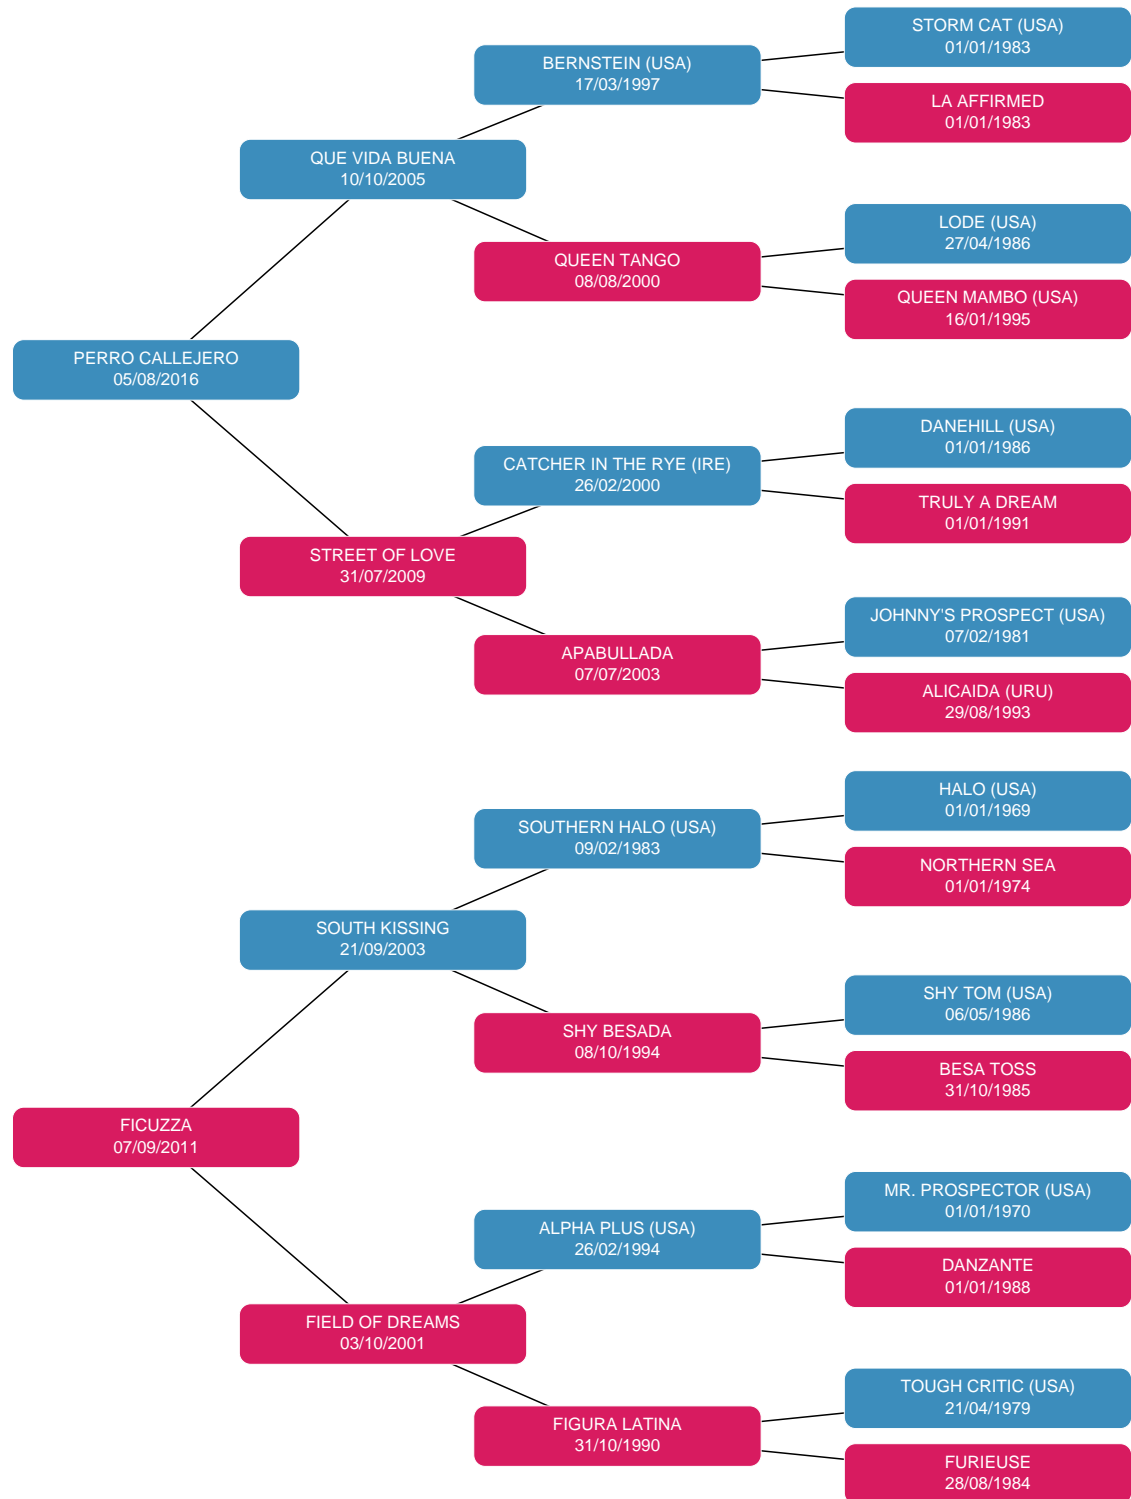 STORM CAT (USA)
01/01/1983
BERNSTEIN (USA)
17/03/1997
LA AFFIRMED
01/01/1983
QUE VIDA BUENA
10/10/2005
LODE (USA)
27/04/1986
QUEEN TANGO
08/08/2000
QUEEN MAMBO (USA)
16/01/1995
PERRO CALLEJERO
05/08/2016
DANEHILL (USA)
01/01/1986
CATCHER IN THE RYE (IRE)
26/02/2000
TRULY A DREAM
01/01/1991
STREET OF LOVE
31/07/2009
JOHNNY'S PROSPECT (USA)
07/02/1981
APABULLADA
07/07/2003
ALICAIDA (URU)
29/08/1993
HALO (USA)
01/01/1969
SOUTHERN HALO (USA)
09/02/1983
NORTHERN SEA
01/01/1974
SOUTH KISSING
21/09/2003
SHY TOM (USA)
06/05/1986
SHY BESADA
08/10/1994
BESA TOSS
31/10/1985
FICUZZA
07/09/2011
MR. PROSPECTOR (USA)
01/01/1970
ALPHA PLUS (USA)
26/02/1994
DANZANTE
01/01/1988
FIELD OF DREAMS
03/10/2001
TOUGH CRITIC (USA)
21/04/1979
FIGURA LATINA
31/10/1990
FURIEUSE
28/08/1984